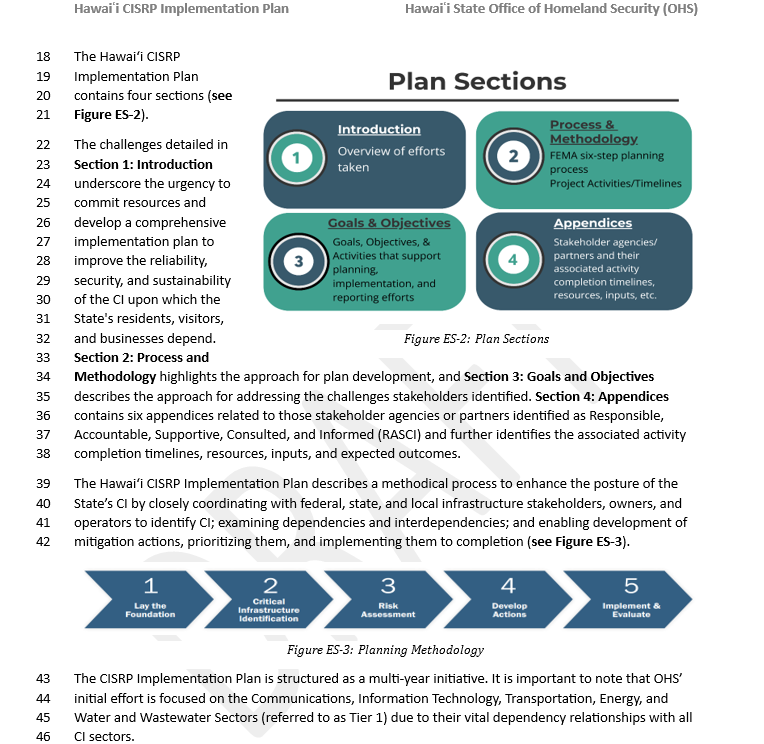 Hawaiʻi CISRP Implementation Plan Hawaiʻi State Office of Homeland Security (OHS)
18 The Hawaiʻi CISRP
19 Implementation Plan
20 contains four sections (see
21 Figure ES-2).
22 The challenges detailed in
23 Section 1: Introduction
24 underscore the urgency to
25 commit resources and
26 develop a comprehensive
27 implementation plan to
28 improve the reliability,
29 security, and sustainability
30 of the CI upon which the
31 State's residents, visitors,
32 and businesses depend.
33 Section 2: Process and
Plan Sections
1
Introduction
Overview of efforts
taken
2
Process &
Methodology
FEMA six-step planning
process
Project Activities/Timelines
3
Goals & Objectives
Goals, Objectives, &
Activities that support
planning,
implementation, and
reporting efforts
4
Appendices
Stakeholder agencies/
partners and their
associated activity
completion timelines,
resources, inputs, etc.
Figure ES-2: Plan Sections
34 Methodology highlights the approach for plan development, and Section 3: Goals and Objectives
35 describes the approach for addressing the challenges stakeholders identified. Section 4: Appendices
36 contains six appendices related to those stakeholder agencies or partners identified as Responsible,
37 Accountable, Supportive, Consulted, and Informed (RASCI) and further identifies the associated activity
38 completion timelines, resources, inputs, and expected outcomes.
39 The Hawaiʻi CISRP Implementation Plan describes a methodical process to enhance the posture of the
40 State's CI by closely coordinating with federal, state, and local infrastructure stakeholders, owners, and
41 operators to identify CI; examining dependencies and interdependencies; and enabling development of
42 mitigation actions, prioritizing them, and implementing them to completion (see Figure ES-3).
1
Lay the
Foundation
2
Critical
Infrastructure
Identification
3
Risk
Assessment
4
Develop
Actions
5
Implement &
Evaluate
Figure ES-3: Planning Methodology
43 The CISRP Implementation Plan is structured as a multi-year initiative. It is important to note that OHS'
44 initial effort is focused on the Communications, Information Technology, Transportation, Energy, and
45 Water and Wastewater Sectors (referred to as Tier 1) due to their vital dependency relationships with all
46 CI sectors.
DRAFT